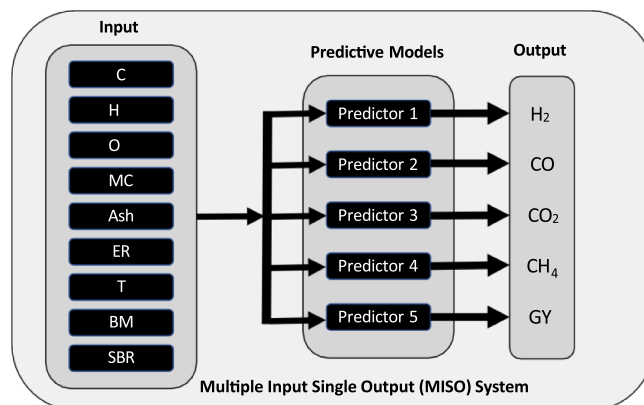 Input
Predictive Models
Output
C
H
O
MC
Ash
ER
T
BM
SBR
Predictor 1
Predictor 2
Predictor 3
Predictor 4
Predictor 5
H₂
CO
CO₂
CH₄
GY
Multiple Input Single Output (MISO) System